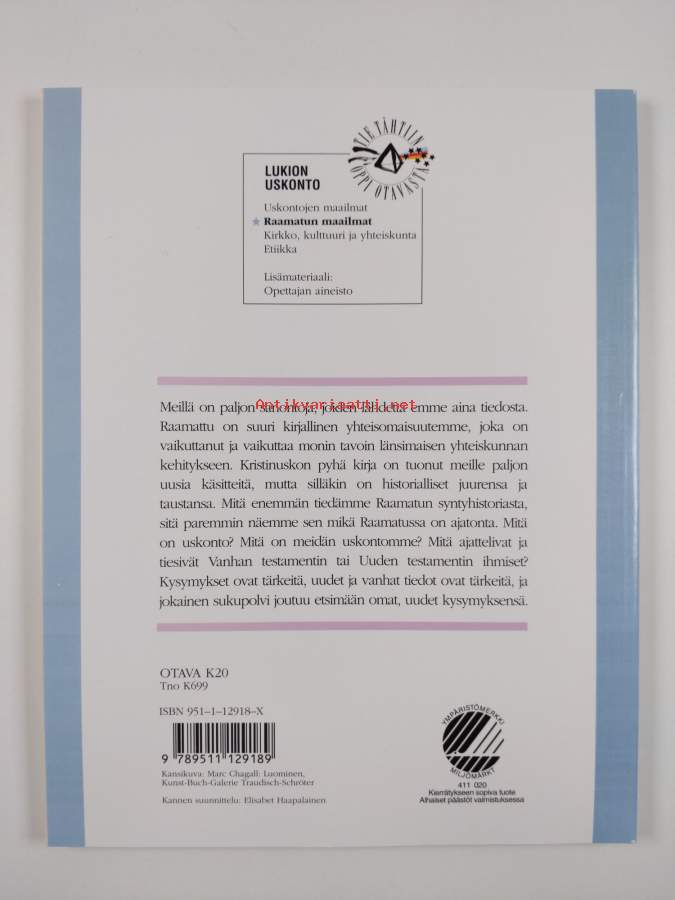 TIE TÄHTIIN
OPPI OTAVASTA
LUKION
USKONTO
Uskontojen maailmat
Raamatun maailmat
Kirkko, kulttuuri ja yhteiskunta
Etiikka
Lisämateriaali:
Opettajan aineisto
Antikvariaatti.net
Meillä on paljon sanontoja, joiden lähdettä emme aina tiedosta.
Raamattu on suuri kirjallinen yhteisomaisuutemme, joka on
vaikuttanut ja vaikuttaa monin tavoin länsimaisen yhteiskunnan
kehitykseen. Kristinuskon pyhä kirja on tuonut meille paljon
uusia käsitteitä, mutta silläkin on historialliset juurensa ja
taustansa. Mitä enemmän tiedämme Raamatun syntyhistoriasta,
sitä paremmin näemme sen mikä Raamatussa on ajatonta. Mitä
on uskonto? Mitä on meidän uskontomme? Mitä ajattelivat ja
tiesivät Vanhan testamentin tai Uuden testamentin ihmiset?
Kysymykset ovat tärkeitä, uudet ja vanhat tiedot ovat tärkeitä, ja
jokainen sukupolvi joutuu etsimään omat, uudet kysymyksensä.
OTAVA K20
Tno K699
ISBN 951–1–12918–X
9 789511 129189
Kansikuva: Marc Chagall: Luominen,
Kunst-Buch-Galerie Traudisch-Schröter
Kannen suunnittelu: Elisabet Haapalainen
YMPÄRISTÖMERKKI
MILJÖMÄRKT
411 020
Kierrätykseen sopiva tuote
Alhaiset päästöt valmistuksessa